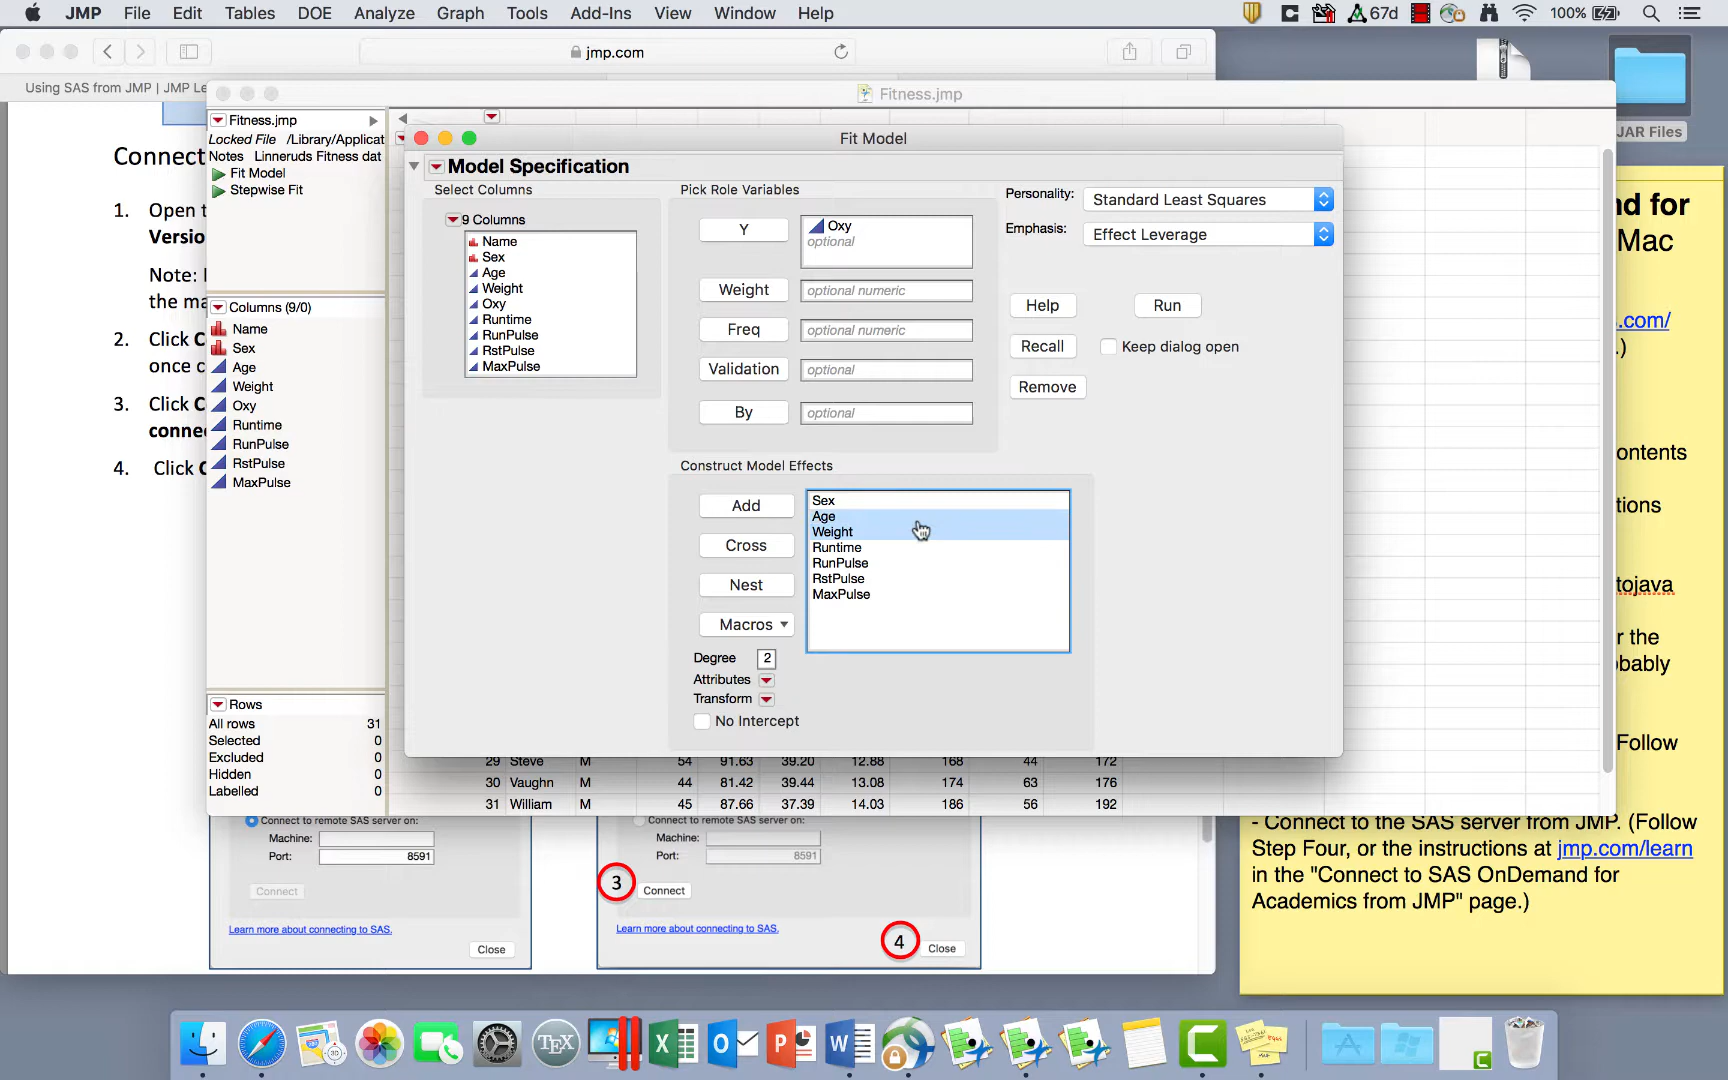 JMP File Edit Tables DOE Analyze Graph Tools Add-Ins View Window Help 67d 100%
jmp.com
Using SAS from JMP | JMP Le
Fitness.jmp
JAR Files
Connect
1. Open t
Versio
Note: I
the ma
2. Click C
once c
3. Click C
connec
4. Click C
Fitness.jmp
Locked File /Library/Applicat
Notes Linneruds Fitness dat
Fit Model
Stepwise Fit
Columns (9/0)
Name
Sex
Age
Weight
Oxy
Runtime
RunPulse
RstPulse
MaxPulse
Rows
All rows 31
Selected 0
Excluded 0
Hidden 0
Labelled 0
Fit Model
Model Specification
Select Columns
9 Columns
Name
Sex
Age
Weight
Oxy
Runtime
RunPulse
RstPulse
MaxPulse
Pick Role Variables
Y Oxy
optional
Weight optional numeric
Freq optional numeric
Validation optional
By optional
Personality: Standard Least Squares
Emphasis: Effect Leverage
Help Run
Recall Keep dialog open
Remove
Construct Model Effects
Add
Cross
Nest
Macros
Sex
Age
Weight
Runtime
RunPulse
RstPulse
MaxPulse
Degree 2
Attributes
Transform
No Intercept
29 Steve M 54 91.63 39.20 12.88 168 44 172
30 Vaughn M 44 81.42 39.44 13.08 174 63 176
31 William M 45 87.66 37.39 14.03 186 56 192
Connect to remote SAS server on:
Machine:
Port: 8591
Connect
Learn more about connecting to SAS.
Close
Connect to remote SAS server on:
Machine:
Port: 8591
3 Connect
Learn more about connecting to SAS.
4 Close
d for
Mac
.com/
.)
ontents
tions
tojava
r the
bably
Follow
- Connect to the SAS server from JMP. (Follow
Step Four, or the instructions at jmp.com/learn
in the "Connect to SAS OnDemand for
Academics from JMP" page.)